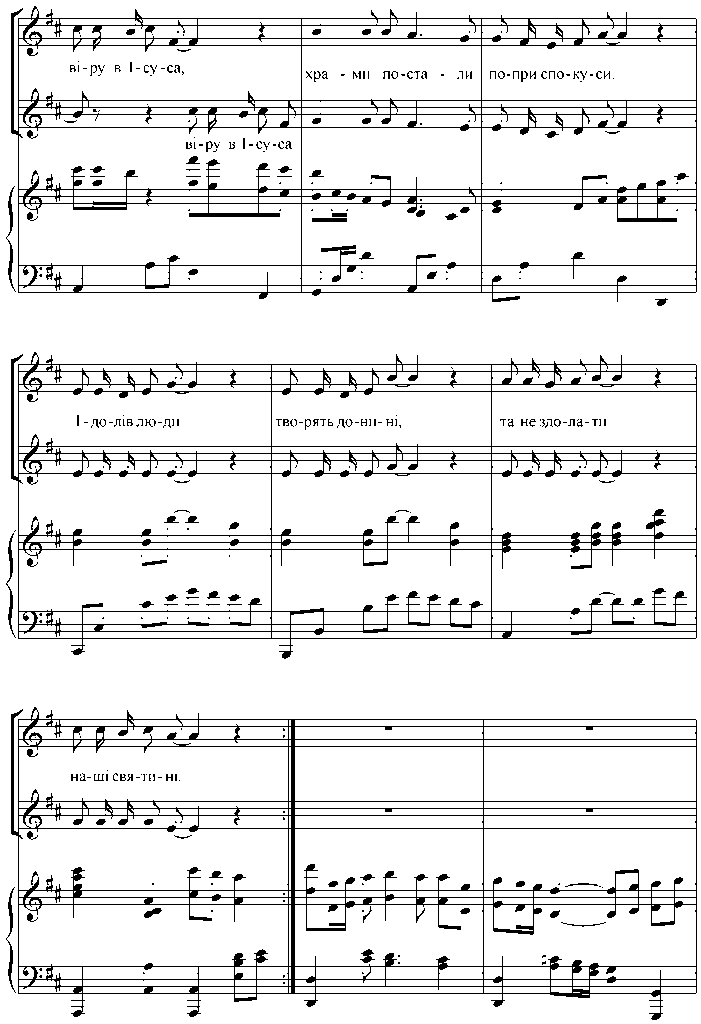 ві-ру в І-су-са, хра - ми по-ста - ли по-при спо-ку-си.
ві-ру в І-су-са
І-до-лів лю-ди тво-рять до-ни-ні, та не здо-ла-ти
на-ші свя-ти-ні.